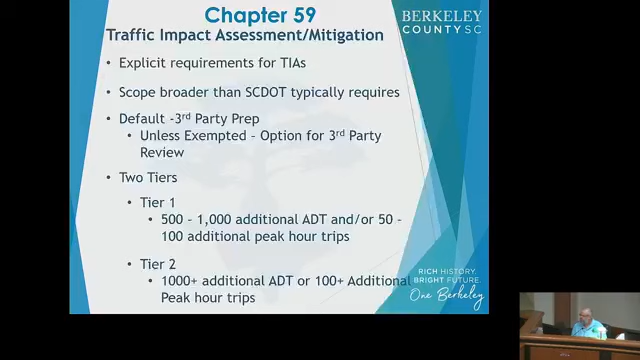 Chapter 59
BERKELEY
COUNTY SC
Traffic Impact Assessment/Mitigation
• Explicit requirements for TIAs
• Scope broader than SCDOT typically requires
• Default -3rd Party Prep
• Unless Exempted – Option for 3rd Party
Review
• Two Tiers
• Tier 1
• 500 – 1,000 additional ADT and/or 50 –
100 additional peak hour trips
• Tier 2
• 1000+ additional ADT or 100+ Additional
Peak hour trips
RICH HISTORY.
BRIGHT FUTURE.
One Berkeley